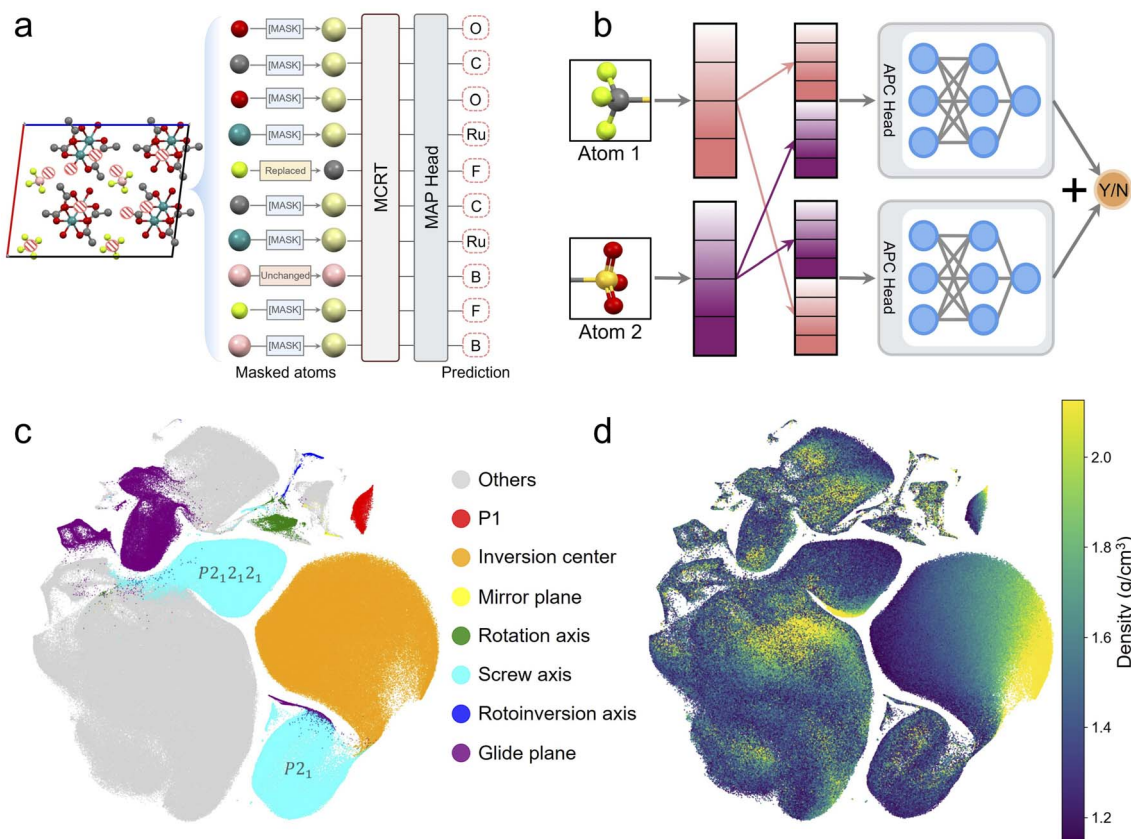 a
[MASK]
[MASK]
[MASK]
[MASK]
Replaced
[MASK]
[MASK]
Unchanged
[MASK]
[MASK]
MCRT
MAP Head
O
C
O
Ru
F
C
Ru
B
F
B
Masked atoms
Prediction
b
Atom 1
Atom 2
APC Head
APC Head
+
Y/N
c
P2₁2₁2₁
P2₁
Others
P1
Inversion center
Mirror plane
Rotation axis
Screw axis
Rotoinversion axis
Glide plane
d
2.0
1.8
1.6
1.4
1.2
Density (g/cm³)